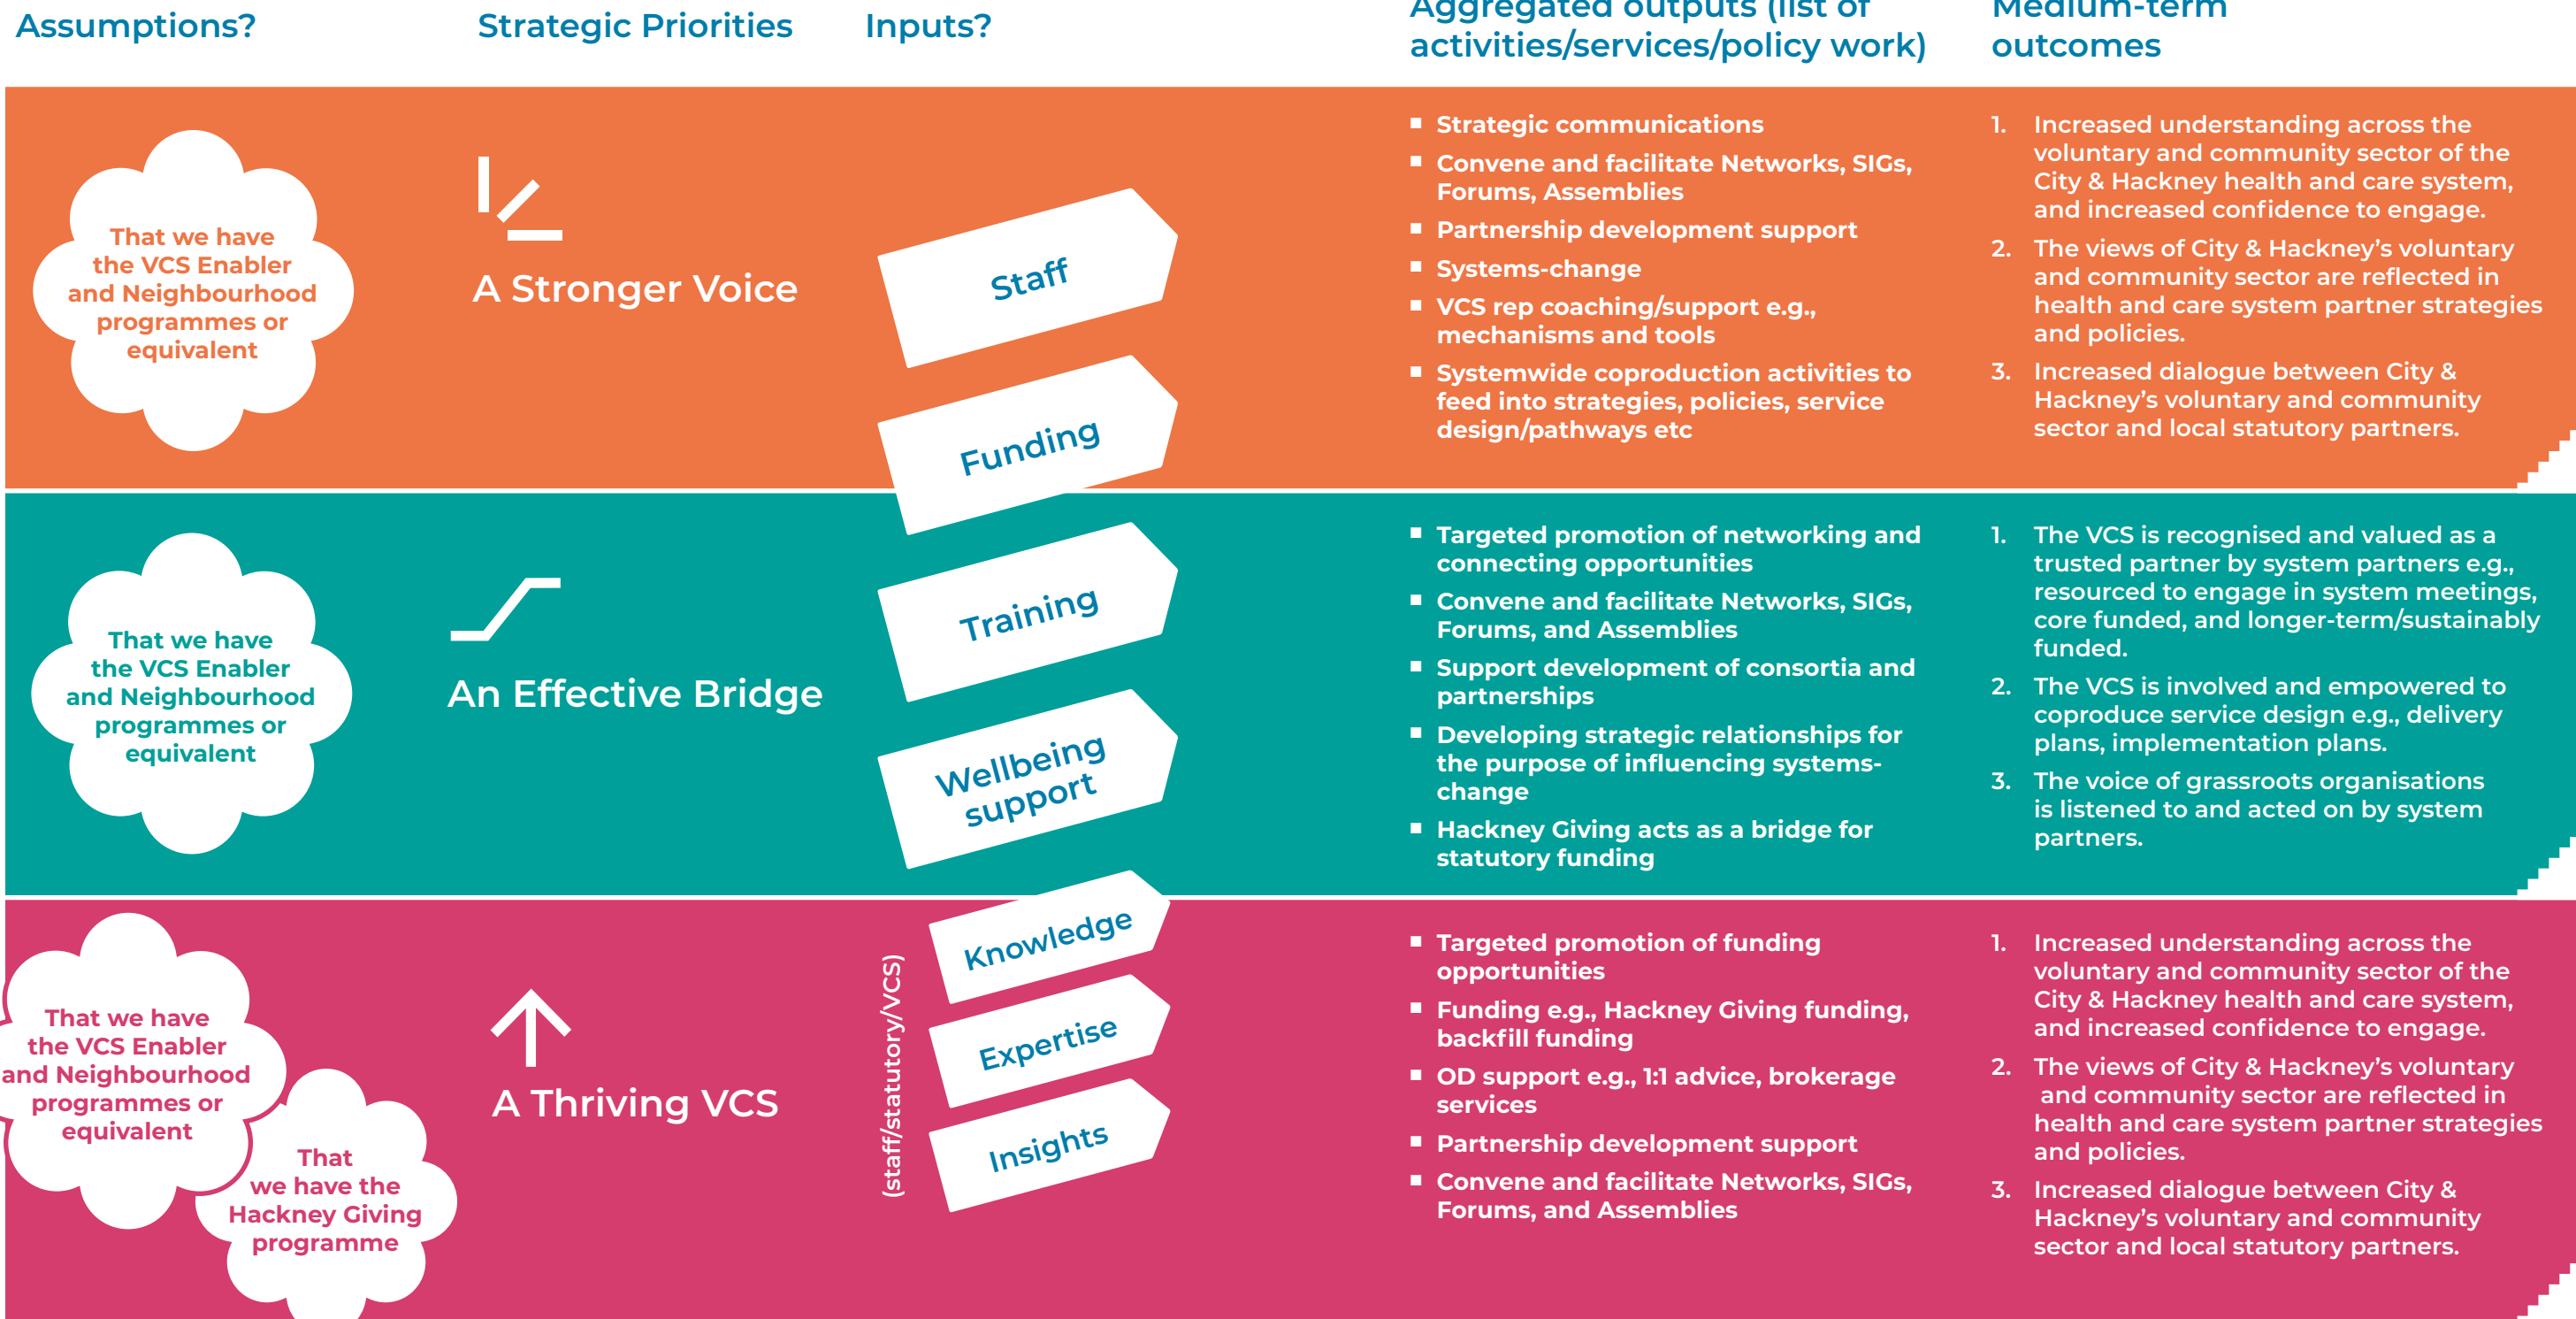 Assumptions?
Strategic Priorities
Inputs?
Aggregated outputs (list of
activities/services/policy work)
Medium-term
outcomes
That we have
the VCS Enabler
and Neighbourhood
programmes or
equivalent
A Stronger Voice
Staff
Funding
Training
Wellbeing
support
Knowledge
Expertise
Insights
(staff/statutory/VCS)
▪ Strategic communications
▪ Convene and facilitate Networks, SIGs,
Forums, Assemblies
▪ Partnership development support
▪ Systems-change
▪ VCS rep coaching/support e.g.,
mechanisms and tools
▪ Systemwide coproduction activities to
feed into strategies, policies, service
design/pathways etc
1. Increased understanding across the
voluntary and community sector of the
City & Hackney health and care system,
and increased confidence to engage.
2. The views of City & Hackney’s voluntary
and community sector are reflected in
health and care system partner strategies
and policies.
3. Increased dialogue between City &
Hackney’s voluntary and community
sector and local statutory partners.
That we have
the VCS Enabler
and Neighbourhood
programmes or
equivalent
An Effective Bridge
▪ Targeted promotion of networking and
connecting opportunities
▪ Convene and facilitate Networks, SIGs,
Forums, and Assemblies
▪ Support development of consortia and
partnerships
▪ Developing strategic relationships for
the purpose of influencing systems-
change
▪ Hackney Giving acts as a bridge for
statutory funding
1. The VCS is recognised and valued as a
trusted partner by system partners e.g.,
resourced to engage in system meetings,
core funded, and longer-term/sustainably
funded.
2. The VCS is involved and empowered to
coproduce service design e.g., delivery
plans, implementation plans.
3. The voice of grassroots organisations
is listened to and acted on by system
partners.
That we have
the VCS Enabler
and Neighbourhood
programmes or
equivalent
That
we have the
Hackney Giving
programme
A Thriving VCS
▪ Targeted promotion of funding
opportunities
▪ Funding e.g., Hackney Giving funding,
backfill funding
▪ OD support e.g., 1:1 advice, brokerage
services
▪ Partnership development support
▪ Convene and facilitate Networks, SIGs,
Forums, and Assemblies
1. Increased understanding across the
voluntary and community sector of the
City & Hackney health and care system,
and increased confidence to engage.
2. The views of City & Hackney’s voluntary
and community sector are reflected in
health and care system partner strategies
and policies.
3. Increased dialogue between City &
Hackney’s voluntary and community
sector and local statutory partners.